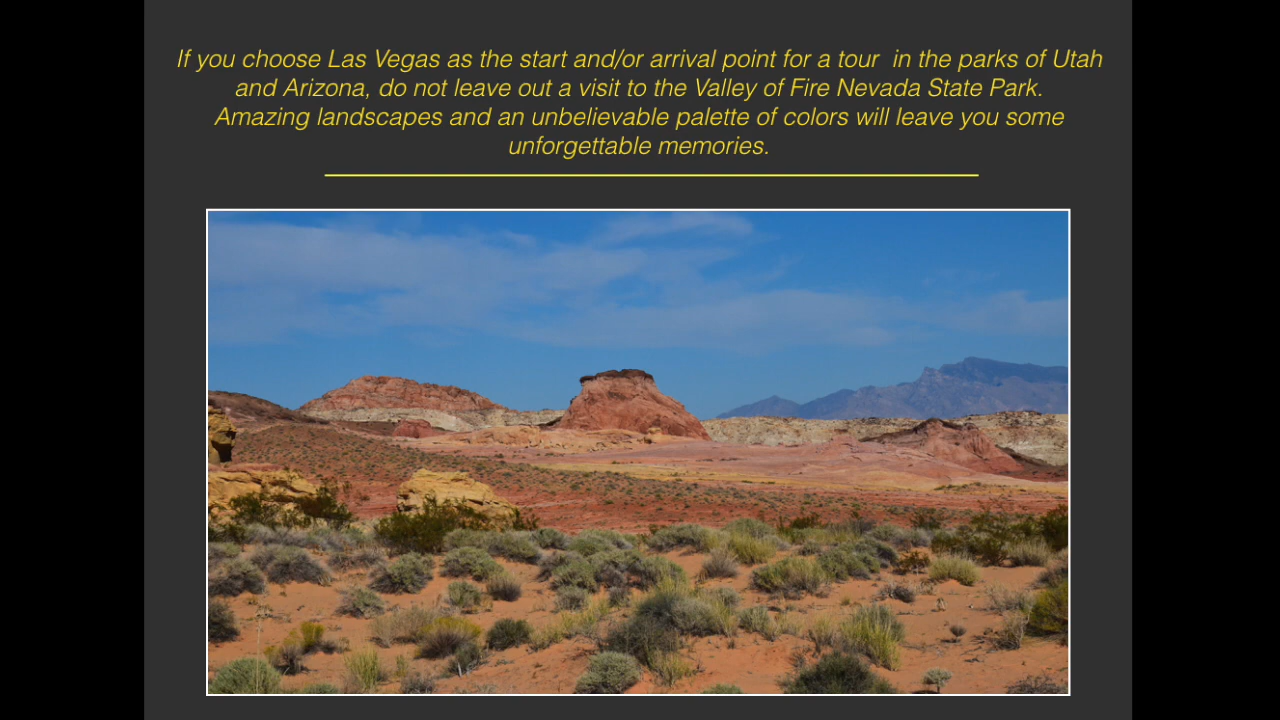 If you choose Las Vegas as the start and/or arrival point for a tour  in the parks of Utah
and Arizona, do not leave out a visit to the Valley of Fire Nevada State Park.
Amazing landscapes and an unbelievable palette of colors will leave you some
unforgettable memories.